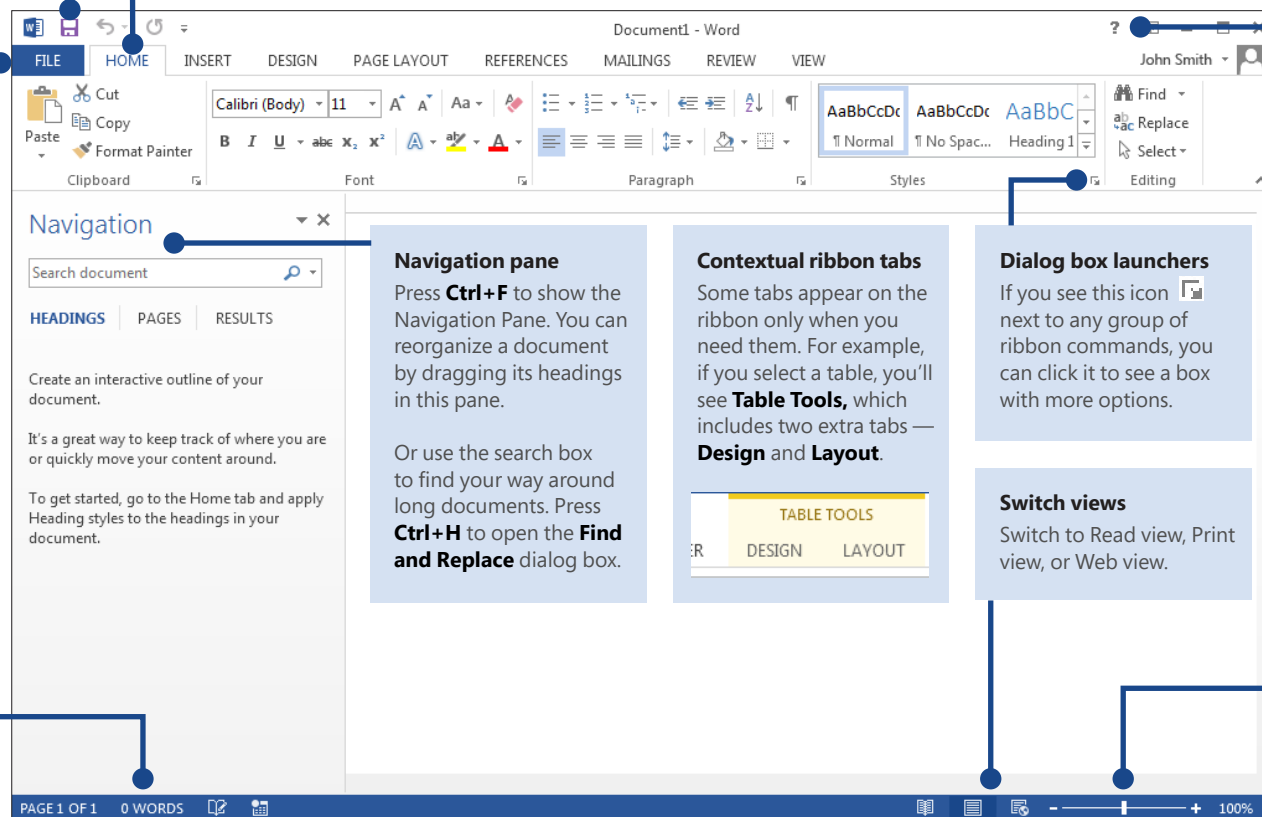 Document1 - Word
?
FILE HOME INSERT DESIGN PAGE LAYOUT REFERENCES MAILINGS REVIEW VIEW
John Smith
Paste
Cut
Copy
Format Painter
Clipboard
Calibri (Body) 11
Aa
B I U abc x₂ x²
A
aby
A
Font
Paragraph
AaBbCcDc AaBbCcDc AaBbC
¶ Normal ¶ No Spac... Heading 1
Styles
Find
Replace
Select
Editing
Navigation
Search document
HEADINGS PAGES RESULTS
Create an interactive outline of your
document.
It's a great way to keep track of where you are
or quickly move your content around.
To get started, go to the Home tab and apply
Heading styles to the headings in your
document.
Navigation pane
Press Ctrl+F to show the
Navigation Pane. You can
reorganize a document
by dragging its headings
in this pane.
Or use the search box
to find your way around
long documents. Press
Ctrl+H to open the Find
and Replace dialog box.
Contextual ribbon tabs
Some tabs appear on the
ribbon only when you
need them. For example,
if you select a table, you’ll
see Table Tools, which
includes two extra tabs —
Design and Layout.
TABLE TOOLS
ER DESIGN LAYOUT
Dialog box launchers
If you see this icon
next to any group of
ribbon commands, you
can click it to see a box
with more options.
Switch views
Switch to Read view, Print
view, or Web view.
PAGE 1 OF 1 0 WORDS
- + 100%